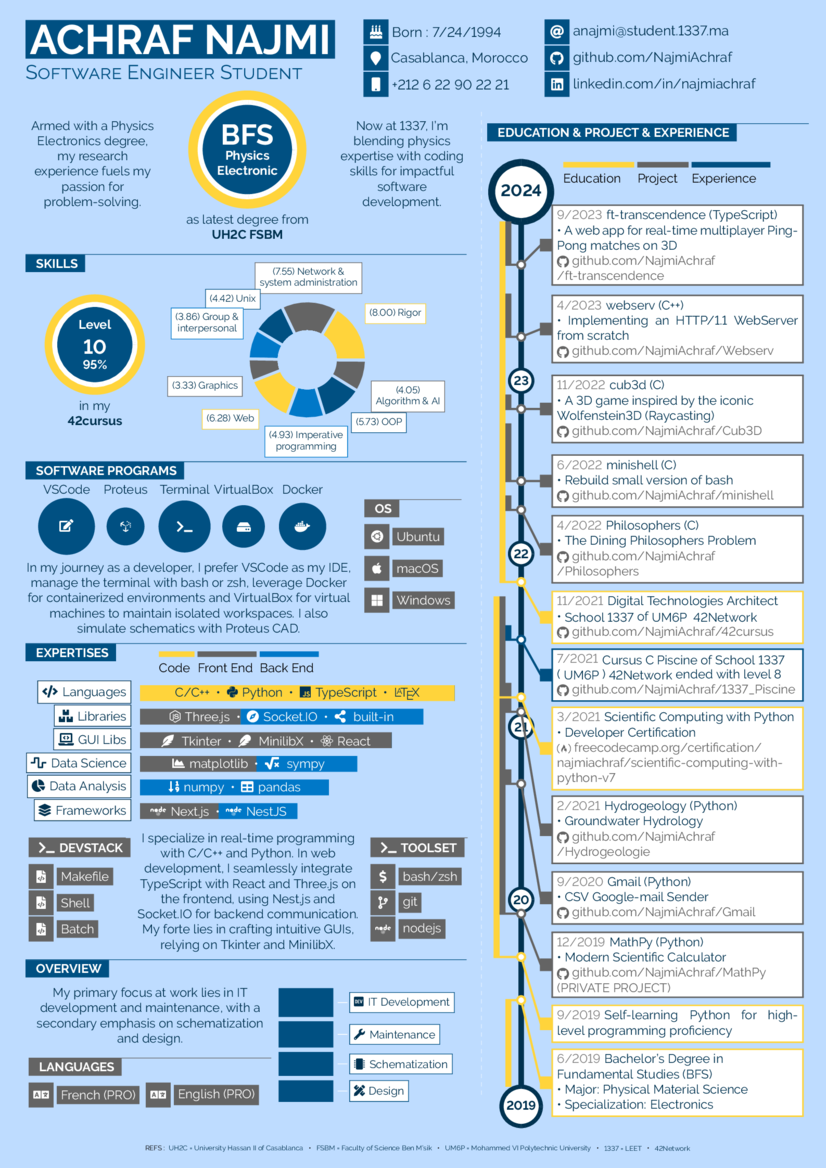 ACHRAF NAJMI
SOFTWARE ENGINEER STUDENT
Born : 7/24/1994
Casablanca, Morocco
+212 6 22 90 22 21
anajmi@student.1337.ma
github.com/NajmiAchraf
linkedin.com/in/najmiachraf
Armed with a Physics
Electronics degree,
my research
experience fuels my
passion for
problem-solving.
BFS
Physics
Electronic
as latest degree from
UH2C FSBM
Now at 1337, I'm
blending physics
expertise with coding
skills for impactful
software
development.
SKILLS
Level
10
95%
in my
42cursus
(7.55) Network &
system administration
(4.42) Unix
(3.86) Group &
interpersonal
(8.00) Rigor
(3.33) Graphics
(4.05)
Algorithm & AI
(6.28) Web
(5.73) OOP
(4.93) Imperative
programming
SOFTWARE PROGRAMS
VSCode Proteus Terminal VirtualBox Docker
In my journey as a developer, I prefer VSCode as my IDE,
manage the terminal with bash or zsh, leverage Docker
for containerized environments and VirtualBox for virtual
machines to maintain isolated workspaces. I also
simulate schematics with Proteus CAD.
OS
Ubuntu
macOS
Windows
EXPERTISES
Code Front End Back End
Languages C/C++ • Python • TypeScript • LATEX
Libraries Three.js • Socket.IO • built-in
GUI Libs Tkinter • MinilibX • React
Data Science matplotlib • sympy
Data Analysis numpy • pandas
Frameworks Next.js • NestJS
DEVSTACK
Makefile
Shell
Batch
I specialize in real-time programming
with C/C++ and Python. In web
development, I seamlessly integrate
TypeScript with React and Three.js on
the frontend, using Nest.js and
Socket.IO for backend communication.
My forte lies in crafting intuitive GUIs,
relying on Tkinter and MinilibX.
TOOLSET
bash/zsh
git
nodejs
OVERVIEW
My primary focus at work lies in IT
development and maintenance, with a
secondary emphasis on schematization
and design.
IT Development
Maintenance
Schematization
Design
LANGUAGES
French (PRO) English (PRO)
EDUCATION & PROJECT & EXPERIENCE
2024
Education Project Experience
9/2023 ft-transcendence (TypeScript)
• A web app for real-time multiplayer Ping-
Pong matches on 3D
github.com/NajmiAchraf
/ft-transcendence
4/2023 webserv (C++)
• Implementing an HTTP/1.1 WebServer
from scratch
github.com/NajmiAchraf/Webserv
23
11/2022 cub3d (C)
• A 3D game inspired by the iconic
Wolfenstein3D (Raycasting)
github.com/NajmiAchraf/Cub3D
6/2022 minishell (C)
• Rebuild small version of bash
github.com/NajmiAchraf/minishell
4/2022 Philosophers (C)
• The Dining Philosophers Problem
github.com/NajmiAchraf
/Philosophers
22
11/2021 Digital Technologies Architect
• School 1337 of UM6P 42Network
github.com/NajmiAchraf/42cursus
7/2021 Cursus C Piscine of School 1337
( UM6P ) 42Network ended with level 8
github.com/NajmiAchraf/1337_Piscine
21
3/2021 Scientific Computing with Python
• Developer Certification
freecodecamp.org/certification/
najmiachraf/scientific-computing-with-
python-v7
2/2021 Hydrogeology (Python)
• Groundwater Hydrology
github.com/NajmiAchraf
/Hydrogeologie
20
9/2020 Gmail (Python)
• CSV Google-mail Sender
github.com/NajmiAchraf/Gmail
12/2019 MathPy (Python)
• Modern Scientific Calculator
github.com/NajmiAchraf/MathPy
(PRIVATE PROJECT)
9/2019 Self-learning Python for high-
level programming proficiency
6/2019 Bachelor's Degree in
Fundamental Studies (BFS)
• Major: Physical Material Science
• Specialization: Electronics
2019
REFS : UH2C = University Hassan II of Casablanca • FSBM = Faculty of Science Ben M'sik • UM6P = Mohammed VI Polytechnic University • 1337 = LEET • 42Network